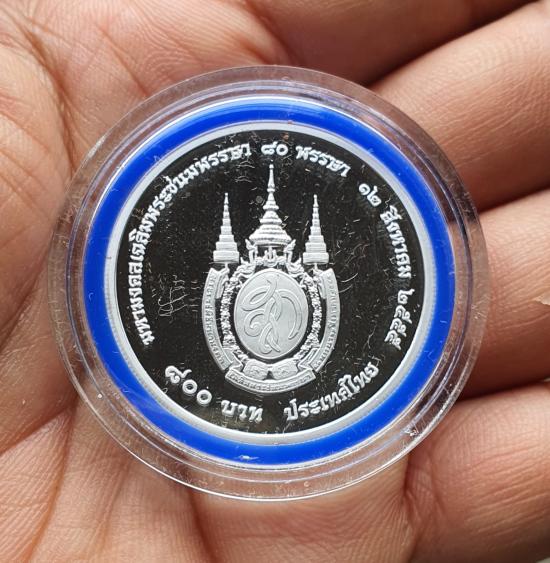 มหามงคลเฉลิมพระชนมพรรษา ๘๐ พรรษา ๑๒ สิงหาคม ๒๕๕๕
๘๐๐ บาท ประเทศไทย